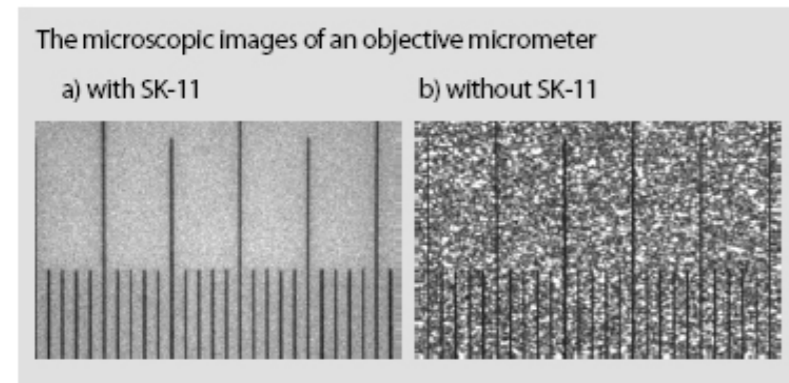 The microscopic images of an objective micrometer
a) with SK-11
b) without SK-11